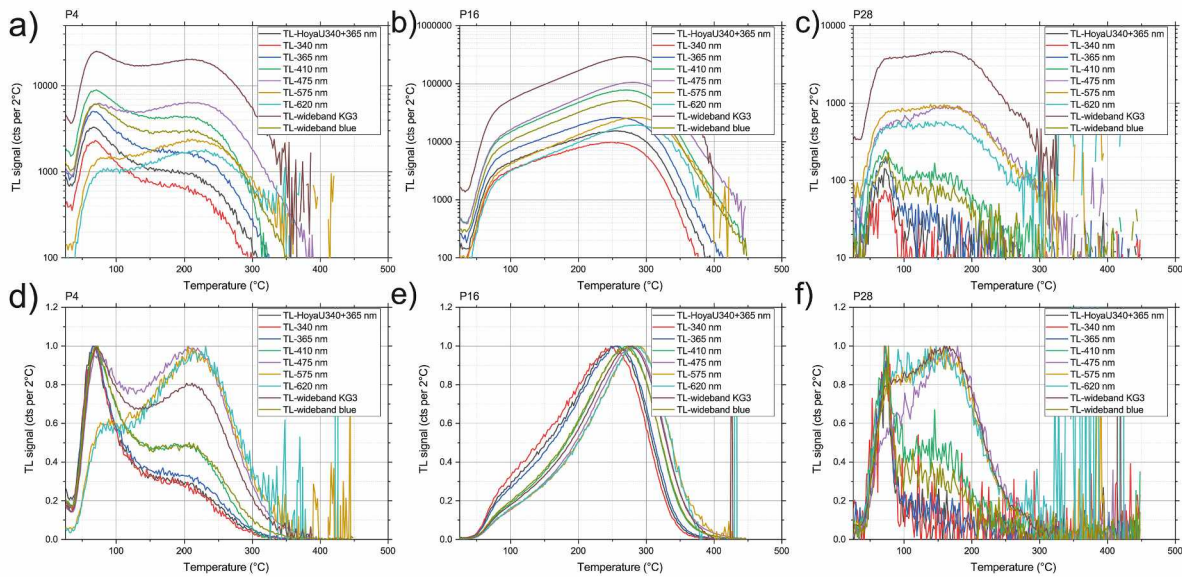 a)
P4
TL-HoyaU340+365 nm
TL-340 nm
TL-365 nm
TL-410 nm
TL-475 nm
TL-575 nm
TL-620 nm
TL-wideband KG3
TL-wideband blue
TL signal (cts per 2°C)
10000
1000
100
100 200 300 400 500
Temperature (°C)
b)
P16
TL-HoyaU340+365 nm
TL-340 nm
TL-365 nm
TL-410 nm
TL-475 nm
TL-575 nm
TL-620 nm
TL-wideband KG3
TL-wideband blue
TL signal (cts per 2°C)
1000000
100000
10000
1000
100
100 200 300 400 500
Temperature (°C)
c)
P28
TL-HoyaU340+365 nm
TL-340 nm
TL-365 nm
TL-410 nm
TL-475 nm
TL-575 nm
TL-620 nm
TL-wideband KG3
TL-wideband blue
TL signal (cts per 2°C)
10000
1000
100
10
100 200 300 400 500
Temperature (°C)
d)
P4
TL-HoyaU340+365 nm
TL-340 nm
TL-365 nm
TL-410 nm
TL-475 nm
TL-575 nm
TL-620 nm
TL-wideband KG3
TL-wideband blue
TL signal (cts per 2°C)
1.2
1.0
0.8
0.6
0.4
0.2
0.0
100 200 300 400 500
Temperature (°C)
e)
P16
TL-HoyaU340+365 nm
TL-340 nm
TL-365 nm
TL-410 nm
TL-475 nm
TL-575 nm
TL-620 nm
TL-wideband KG3
TL-wideband blue
TL signal (cts per 2°C)
1.2
1.0
0.8
0.6
0.4
0.2
0.0
100 200 300 400 500
Temperature (°C)
f)
P28
TL-HoyaU340+365 nm
TL-340 nm
TL-365 nm
TL-410 nm
TL-475 nm
TL-575 nm
TL-620 nm
TL-wideband KG3
TL-wideband blue
TL signal (cts per 2°C)
1.2
1.0
0.8
0.6
0.4
0.2
0.0
100 200 300 400 500
Temperature (°C)